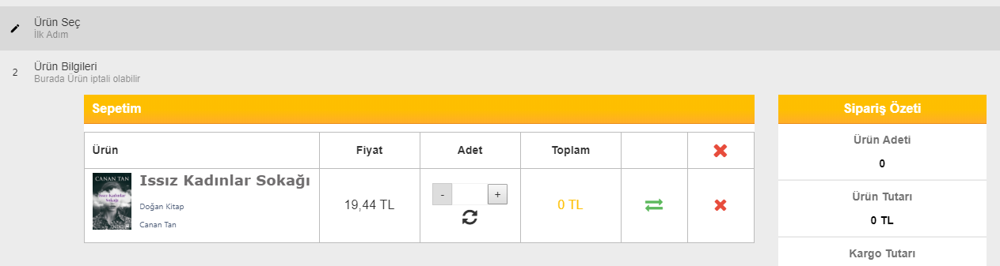 Ürün Seç
İlk Adım
2
Ürün Bilgileri
Burada Ürün iptali olabilir
Sepetim
Ürün Fiyat Adet Toplam
CANAN TAN
Issız Kadınlar
Sokağı
Issız Kadınlar Sokağı
Doğan Kitap
Canan Tan
19,44 TL
- +
0 TL
Sipariş Özeti
Ürün Adeti
0
Ürün Tutarı
0 TL
Kargo Tutarı